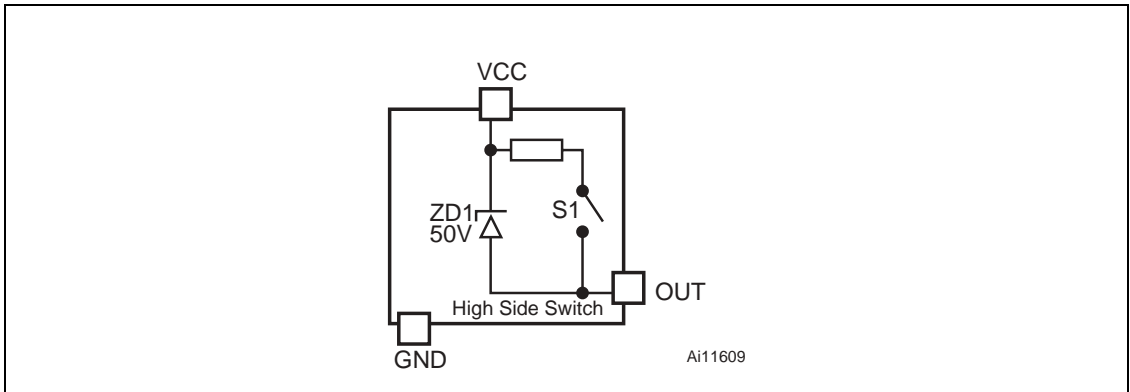 VCC
ZD1
50V
S1
OUT
High Side Switch
GND
Ai11609